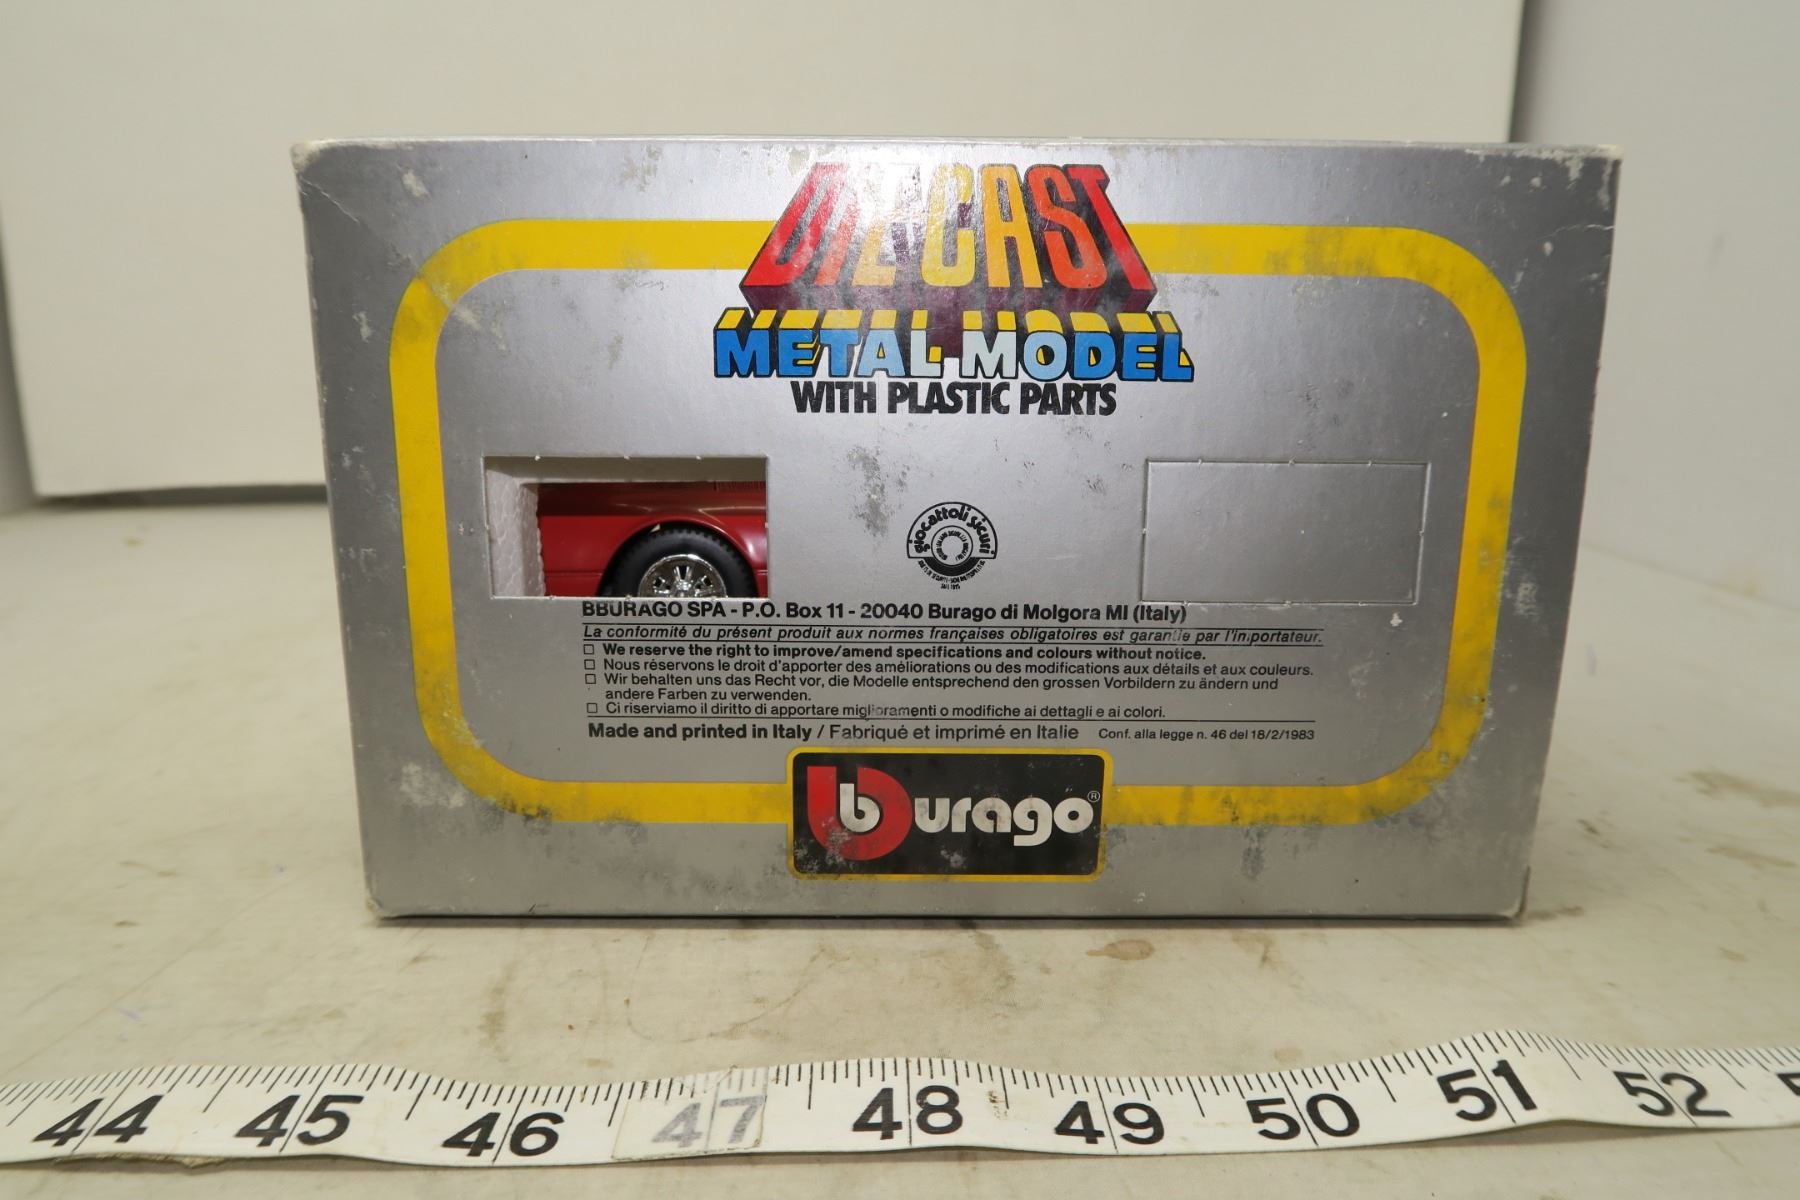 DIE CAST
METAL MODEL
WITH PLASTIC PARTS
giocattoli sicuri
BBURAGO SPA - P.O. Box 11 - 20040 Burago di Molgora MI (Italy)
La conformité du présent produit aux normes françaises obligatoires est garantie par l'importateur.
□ We reserve the right to improve/amend specifications and colours without notice.
□ Nous réservons le droit d'apporter des améliorations ou des modifications aux détails et aux couleurs.
□ Wir behalten uns das Recht vor, die Modelle entsprechend den grossen Vorbildern zu ändern und
andere Farben zu verwenden.
□ Ci riserviamo il diritto di apportare miglioramenti o modifiche ai dettagli e ai colori.
Made and printed in Italy / Fabriqué et imprimé en Italie Conf. alla legge n. 46 del 18/2/1983
bburago®
44 45 46 47 48 49 50 51 52